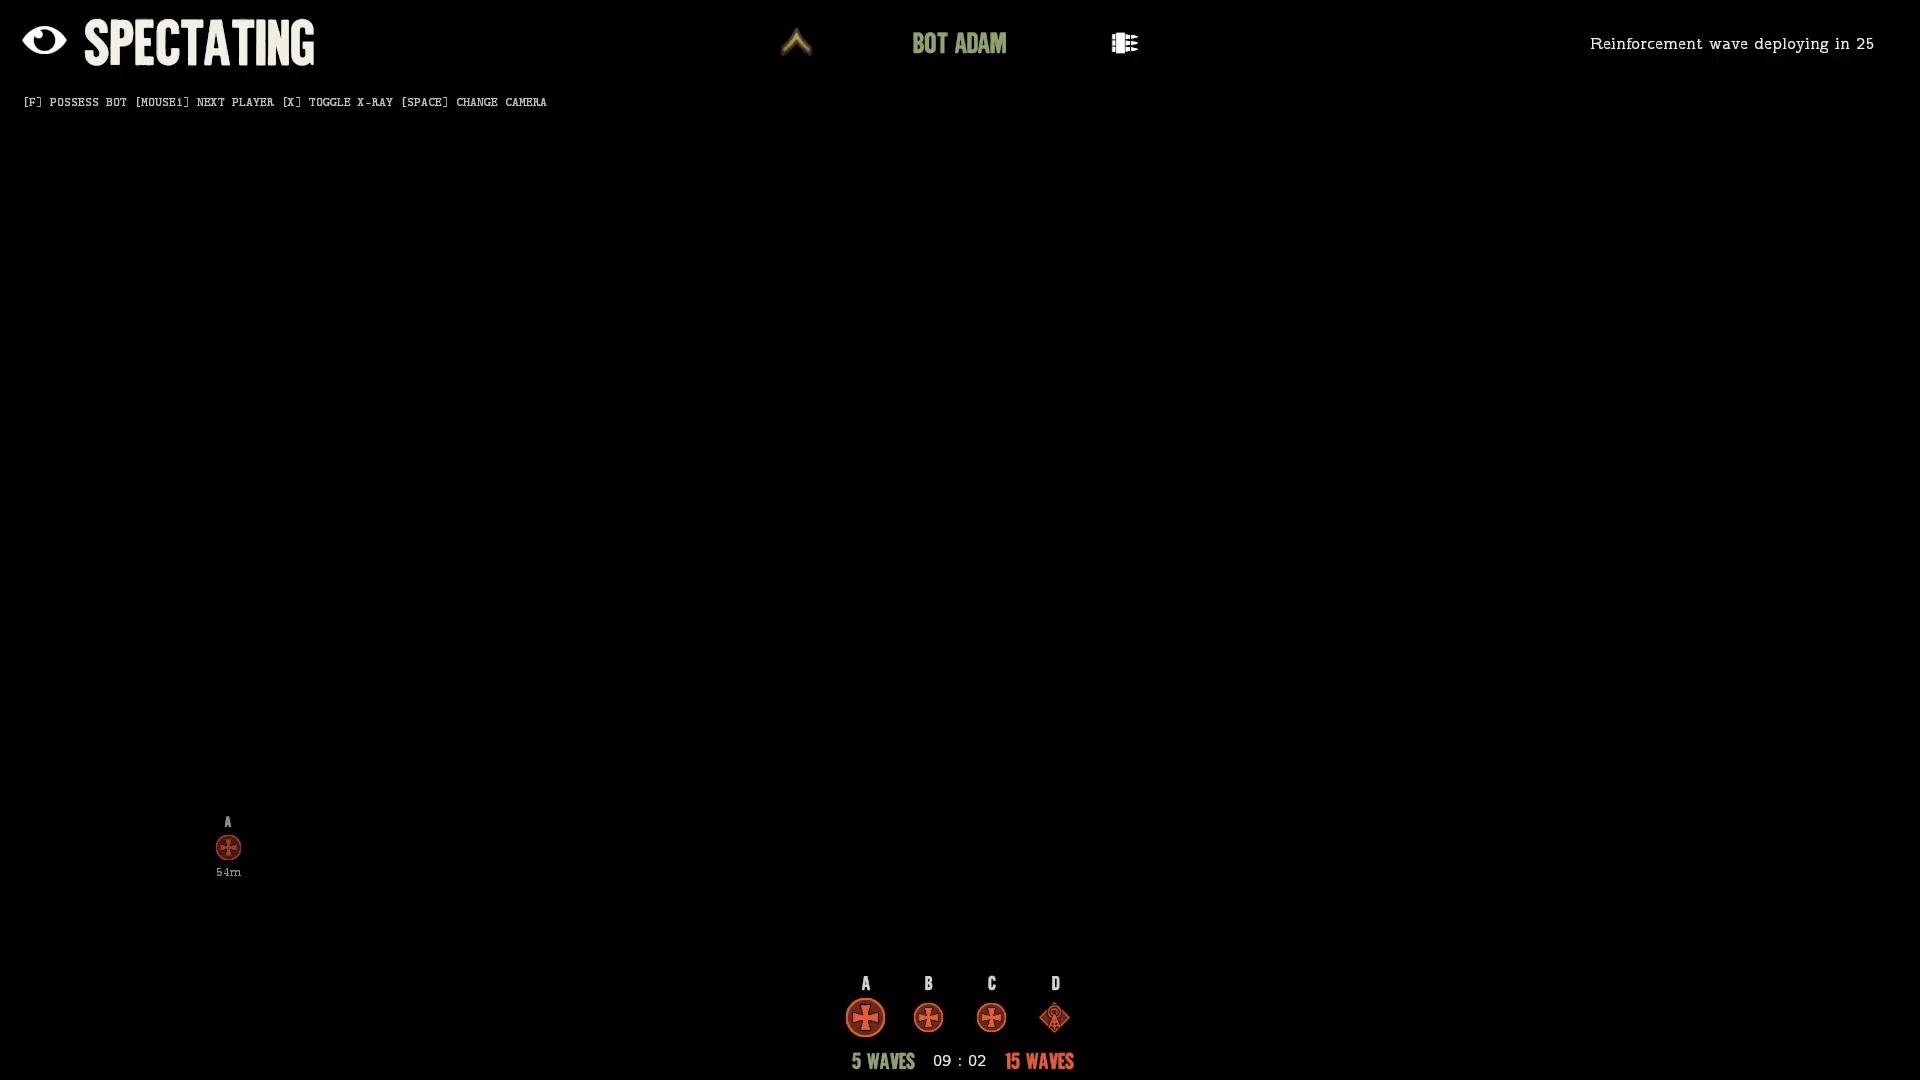 SPECTATING
BOT ADAM
Reinforcement wave deploying in 25
[F] POSSESS BOT [MOUSE1] NEXT PLAYER [X] TOGGLE X-RAY [SPACE] CHANGE CAMERA
A
54m
A B C D
5 WAVES 09 : 02 15 WAVES